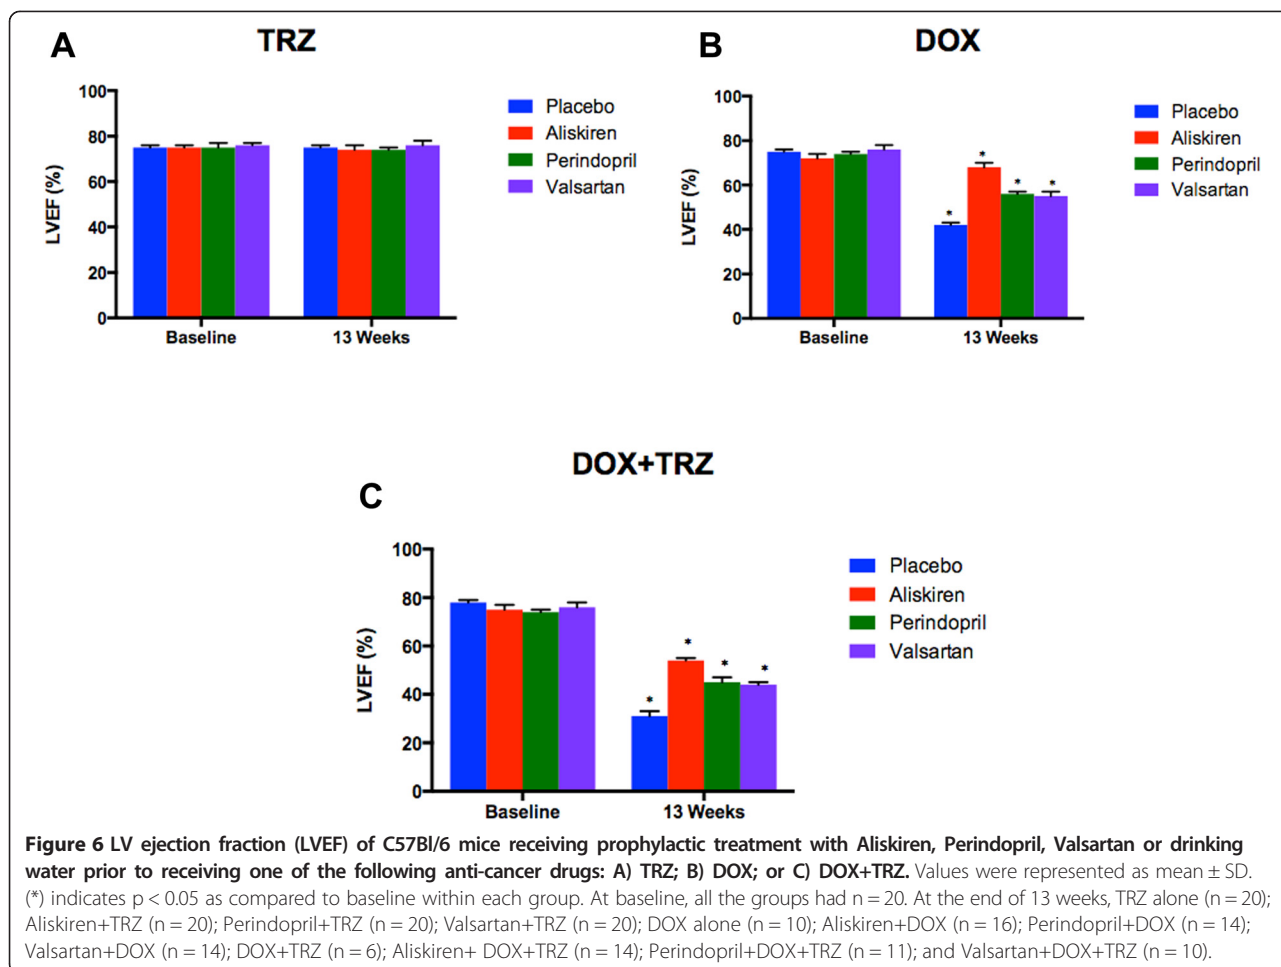 A
TRZ
100
80
60
40
20
0
LVEF (%)
Baseline
13 Weeks
Placebo
Aliskiren
Perindopril
Valsartan
B
DOX
100
80
60
40
20
0
LVEF (%)
*
*
*
*
Baseline
13 Weeks
Placebo
Aliskiren
Perindopril
Valsartan
DOX+TRZ
C
100
80
60
40
20
0
LVEF (%)
*
*
*
*
Baseline
13 Weeks
Placebo
Aliskiren
Perindopril
Valsartan
Figure 6 LV ejection fraction (LVEF) of C57Bl/6 mice receiving prophylactic treatment with Aliskiren, Perindopril, Valsartan or drinking
water prior to receiving one of the following anti-cancer drugs: A) TRZ; B) DOX; or C) DOX+TRZ. Values were represented as mean ± SD.
(*) indicates p < 0.05 as compared to baseline within each group. At baseline, all the groups had n = 20. At the end of 13 weeks, TRZ alone (n = 20);
Aliskiren+TRZ (n = 20); Perindopril+TRZ (n = 20); Valsartan+TRZ (n = 20); DOX alone (n = 10); Aliskiren+DOX (n = 16); Perindopril+DOX (n = 14);
Valsartan+DOX (n = 14); DOX+TRZ (n = 6); Aliskiren+ DOX+TRZ (n = 14); Perindopril+DOX+TRZ (n = 11); and Valsartan+DOX+TRZ (n = 10).